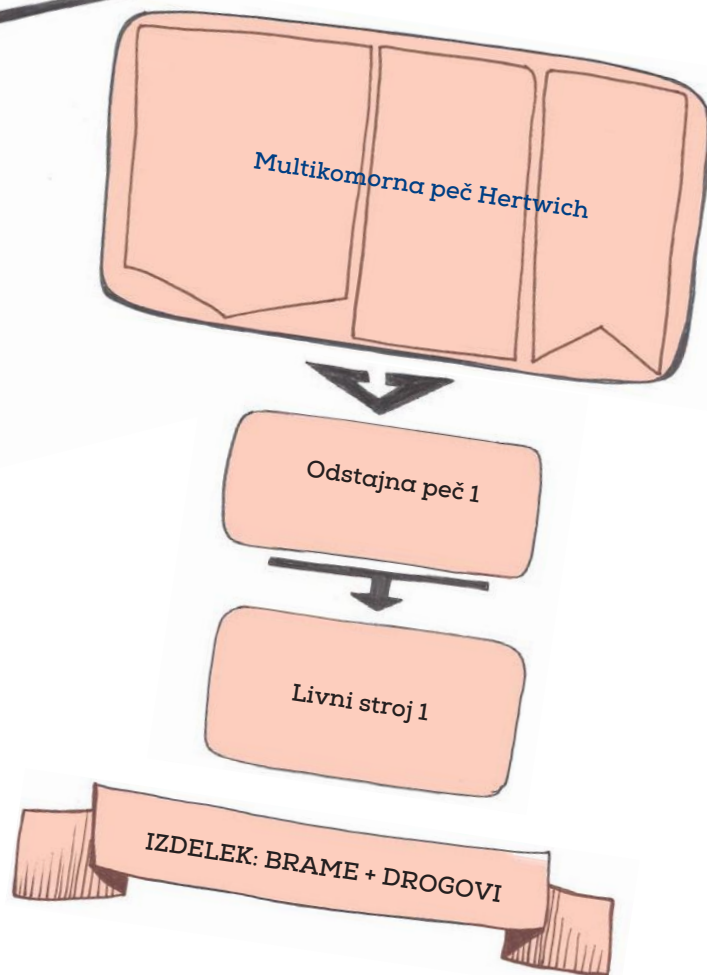 Multikomorna peč Hertwich
Odstajna peč 1
Livni stroj 1
IZDELEK: BRAME + DROGOVI